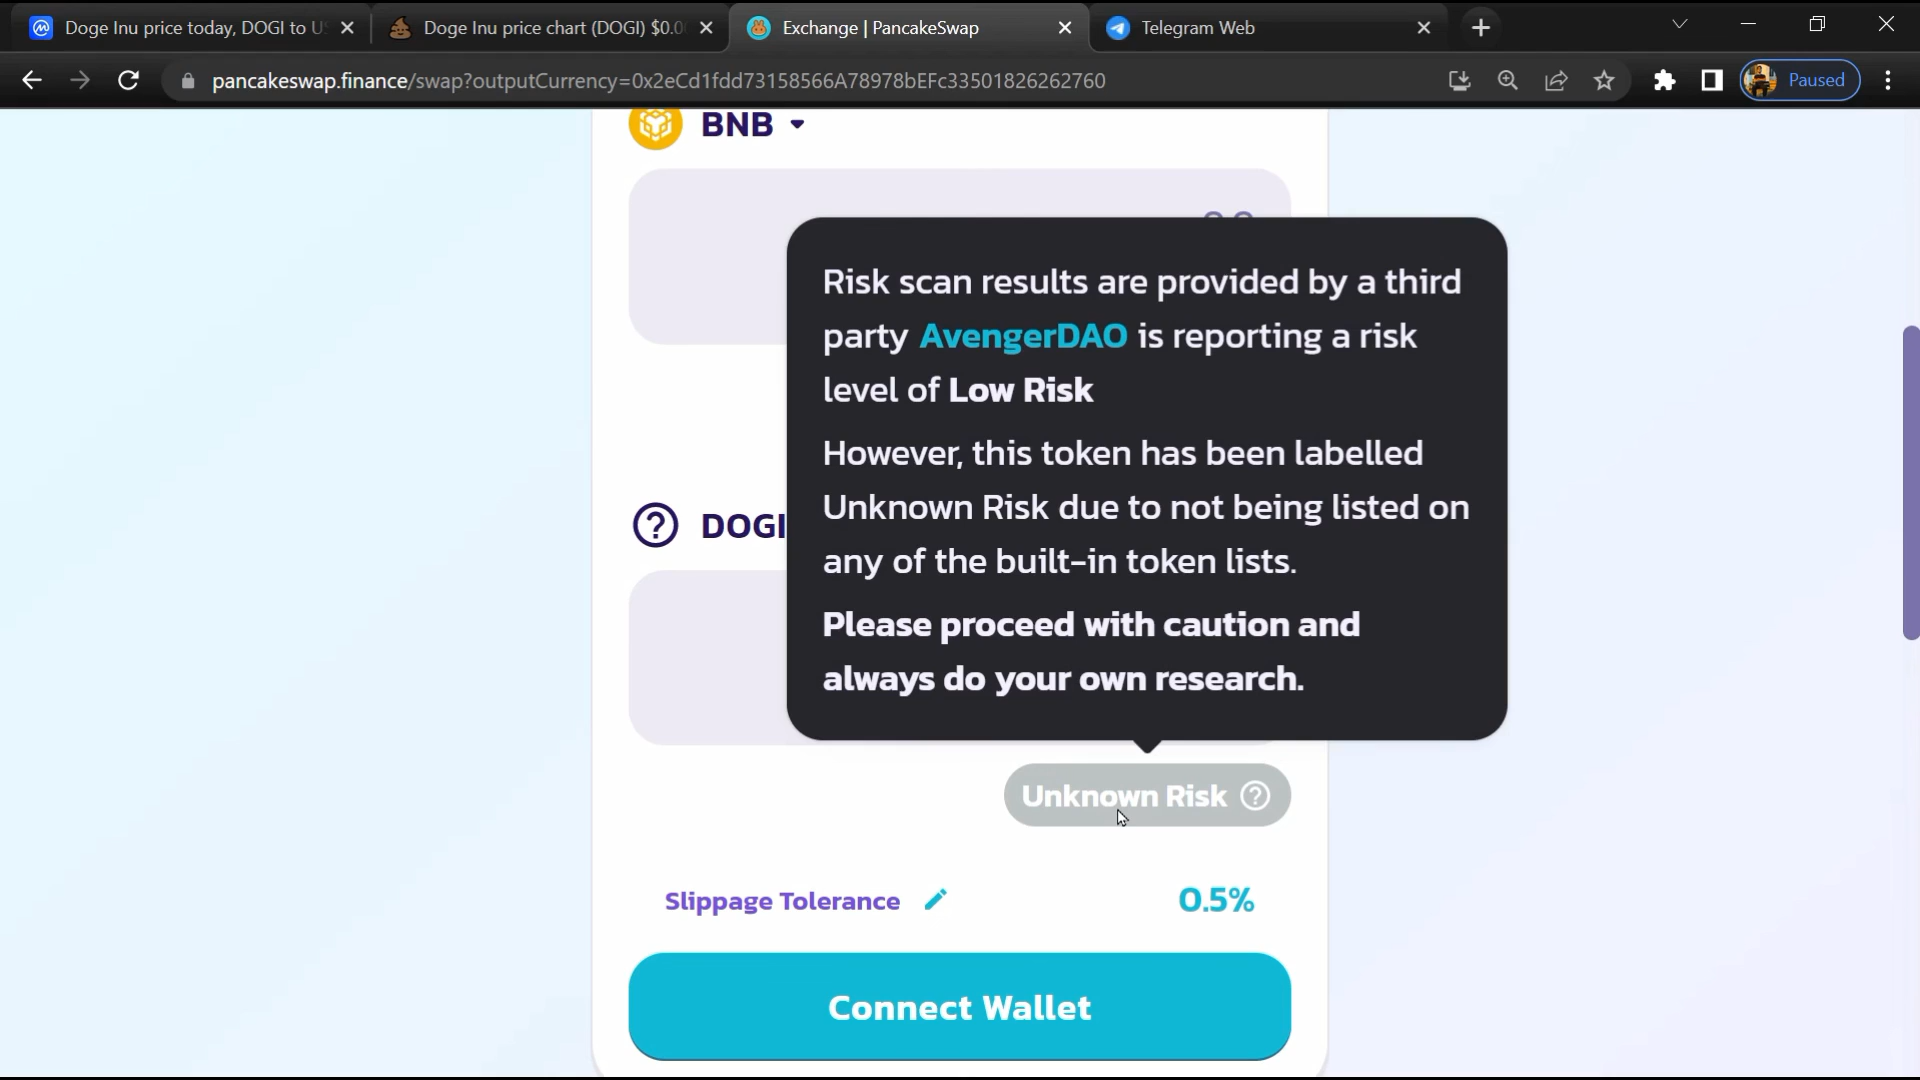 Doge Inu price today, DOGI to U
Doge Inu price chart (DOGI) $0.0
Exchange | PancakeSwap
Telegram Web
pancakeswap.finance/swap?outputCurrency=0x2eCd1fdd73158566A78978bEFc33501826262760
Paused
BNB
Risk scan results are provided by a third
party AvengerDAO is reporting a risk
level of Low Risk
However, this token has been labelled
Unknown Risk due to not being listed on
any of the built-in token lists.
Please proceed with caution and
always do your own research.
DOGI
Unknown Risk
Slippage Tolerance
0.5%
Connect Wallet